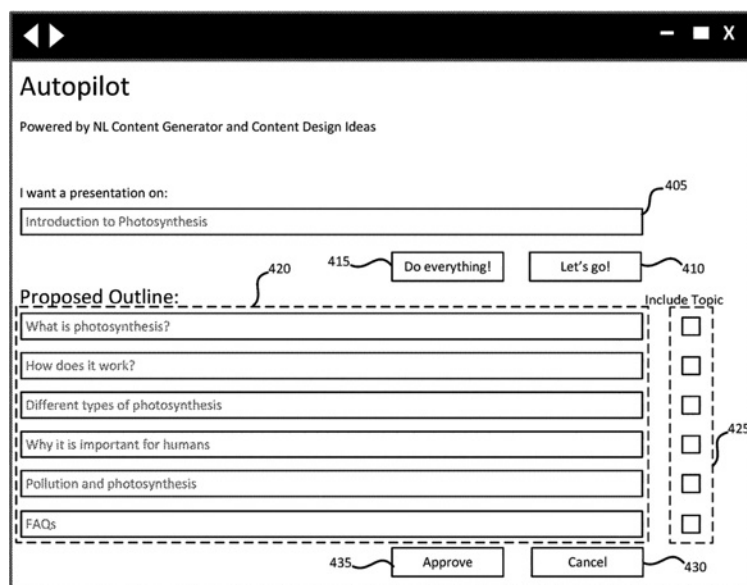 X
Autopilot
Powered by NL Content Generator and Content Design Ideas
I want a presentation on:
405
Introduction to Photosynthesis
415 Do everything! Let's go! 410
420
Proposed Outline: Include Topic
What is photosynthesis?
How does it work?
Different types of photosynthesis
Why it is important for humans
425
Pollution and photosynthesis
FAQs
435 Approve Cancel 430